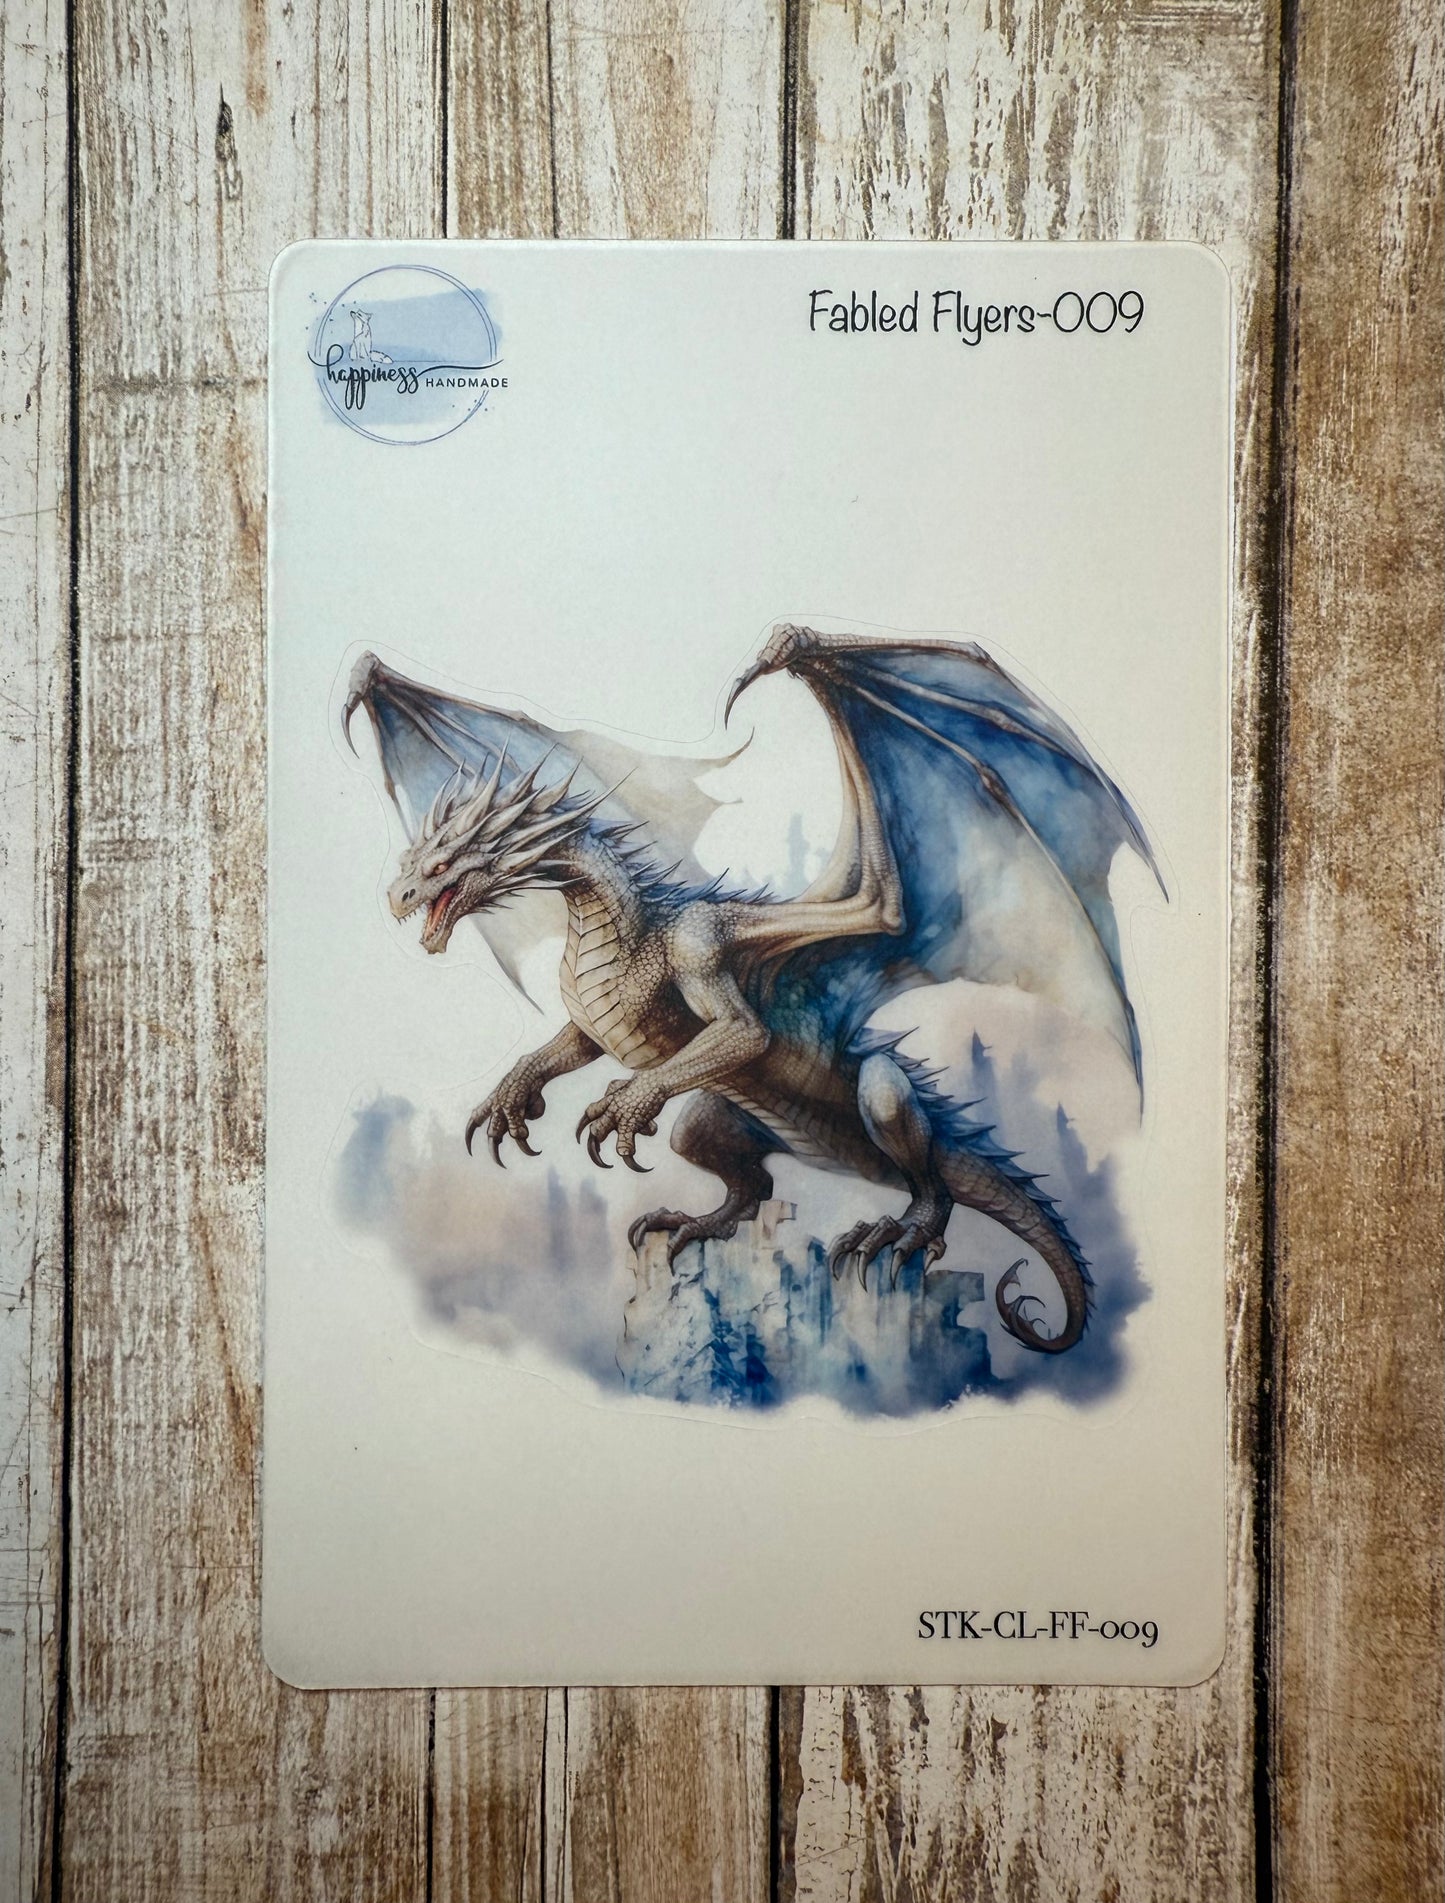 happiness HANDMADE
Fabled Flyers-009
STK-CL-FF-009